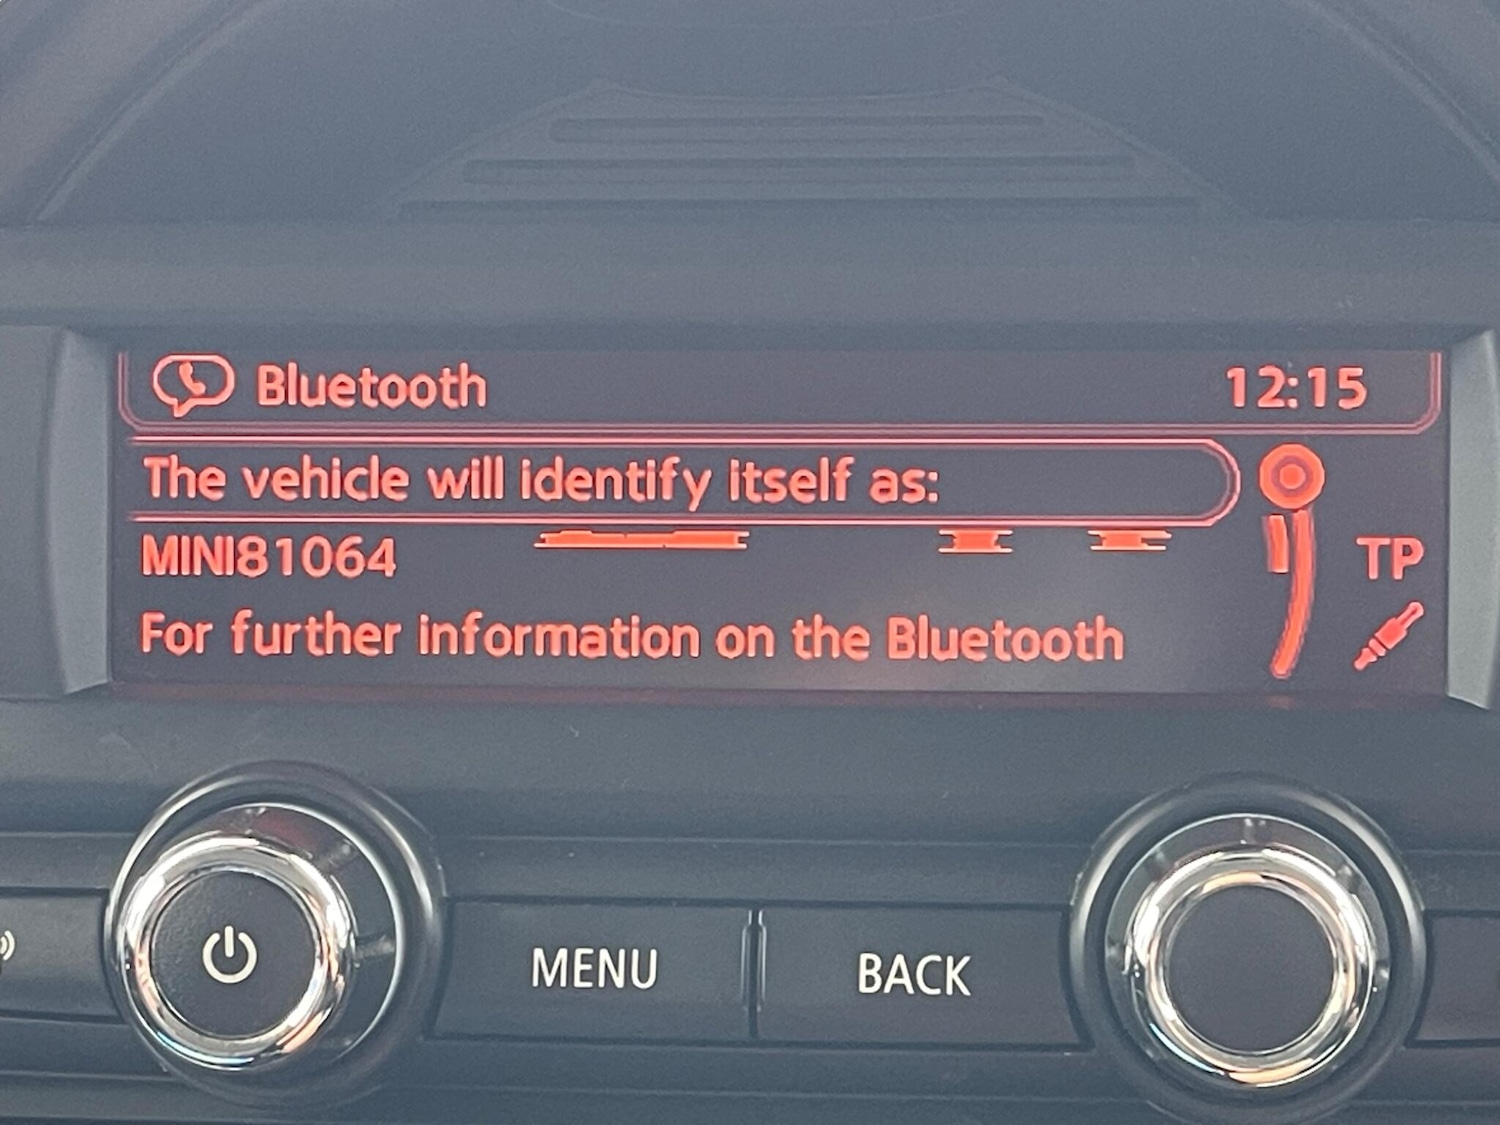 Bluetooth 12:15
The vehicle will identify itself as:
MINI81064
TP
For further information on the Bluetooth
MENU BACK